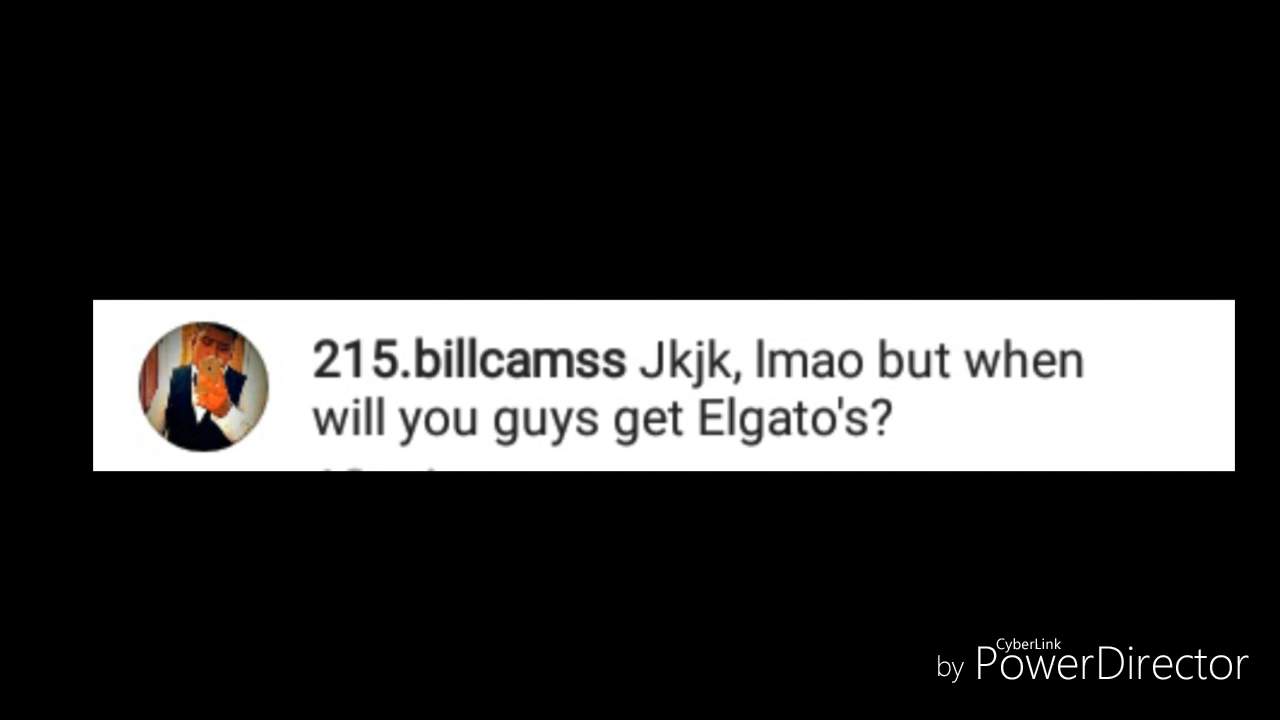 215.billcamss Jkjk, lmao but when
will you guys get Elgato's?
CyberLink
by PowerDirector